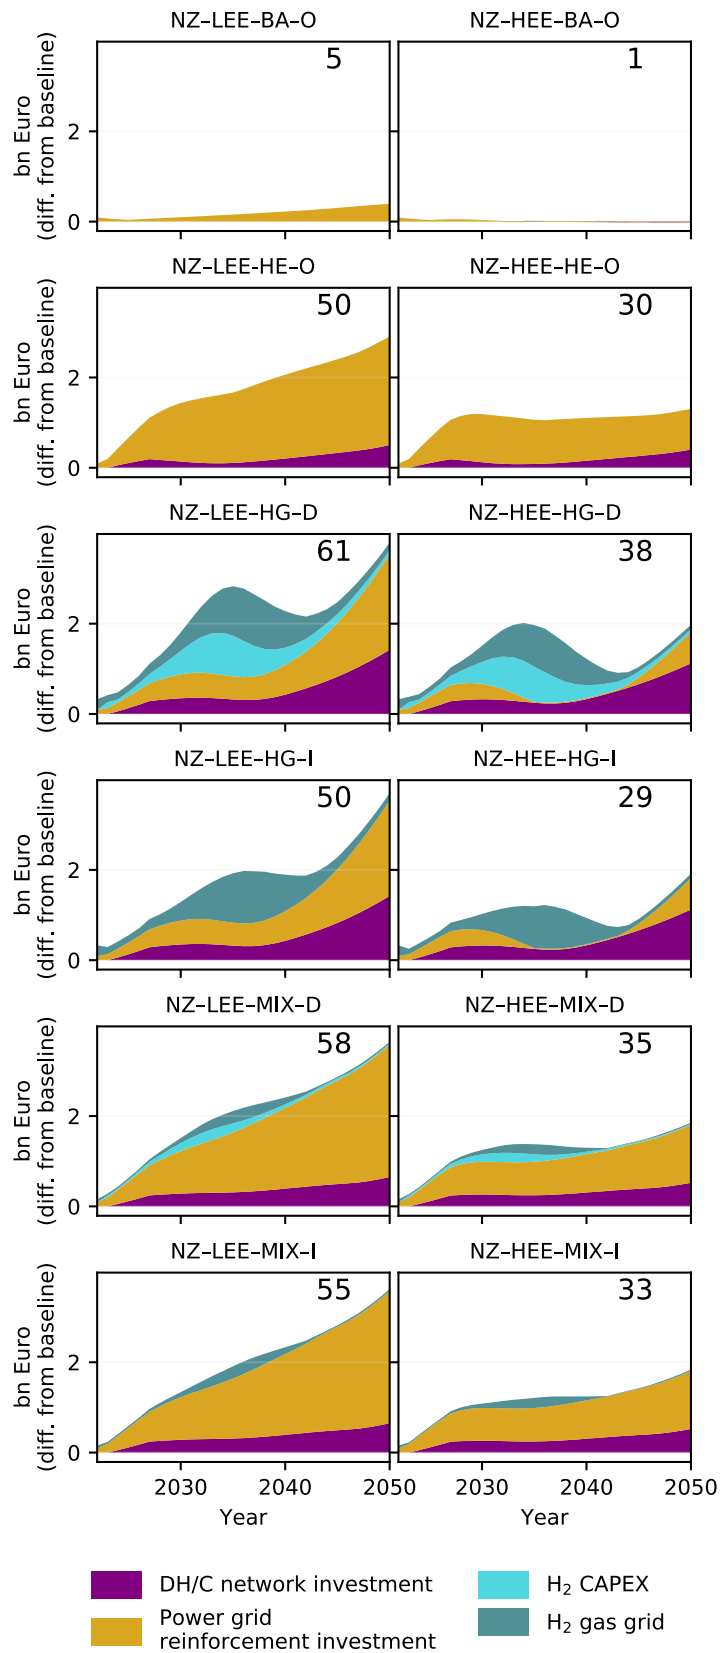 NZ–LEE–BA–O
NZ–HEE–BA–O
5
1
bn Euro
(diff. from baseline)
2
0
NZ–LEE-HE–O
NZ–HEE–HE–O
50
30
bn Euro
(diff. from baseline)
2
0
NZ–LEE–HG–D
NZ–HEE–HG–D
61
38
bn Euro
(diff. from baseline)
2
0
NZ–LEE–HG–I
NZ–HEE–HG–I
50
29
bn Euro
(diff. from baseline)
2
0
NZ–LEE–MIX–D
NZ–HEE–MIX–D
58
35
bn Euro
(diff. from baseline)
2
0
NZ–LEE–MIX–I
NZ–HEE–MIX–I
55
33
bn Euro
(diff. from baseline)
2
0
2030 2040 2050
2030 2040 2050
Year
Year
DH/C network investment
Power grid
reinforcement investment
H₂ CAPEX
H₂ gas grid